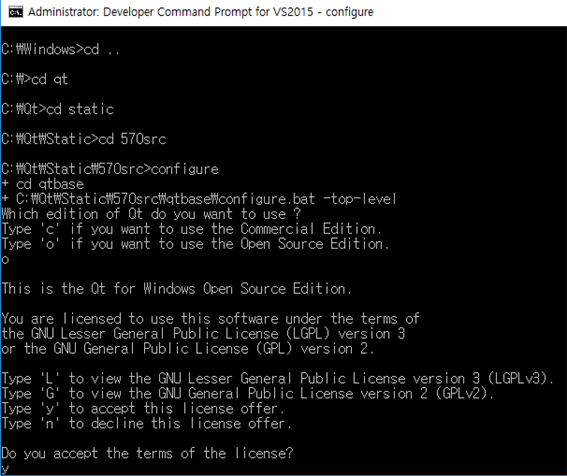 Administrator: Developer Command Prompt for VS2015 - configure
C:₩Windows>cd ..
C:₩>cd qt
C:₩Qt>cd static
C:₩Qt₩Static>cd 570src
C:₩Qt₩Static₩570src>configure
+ cd qtbase
+ C:₩Qt₩Static₩570src₩qtbase₩configure.bat -top-level
Which edition of Qt do you want to use ?
Type 'c' if you want to use the Commercial Edition.
Type 'o' if you want to use the Open Source Edition.
o
This is the Qt for Windows Open Source Edition.
You are licensed to use this software under the terms of
the GNU Lesser General Public License (LGPL) version 3
or the GNU General Public License (GPL) version 2.
Type 'L' to view the GNU Lesser General Public License version 3 (LGPLv3).
Type 'G' to view the GNU General Public License version 2 (GPLv2).
Type 'y' to accept this license offer.
Type 'n' to decline this license offer.
Do you accept the terms of the license?
y